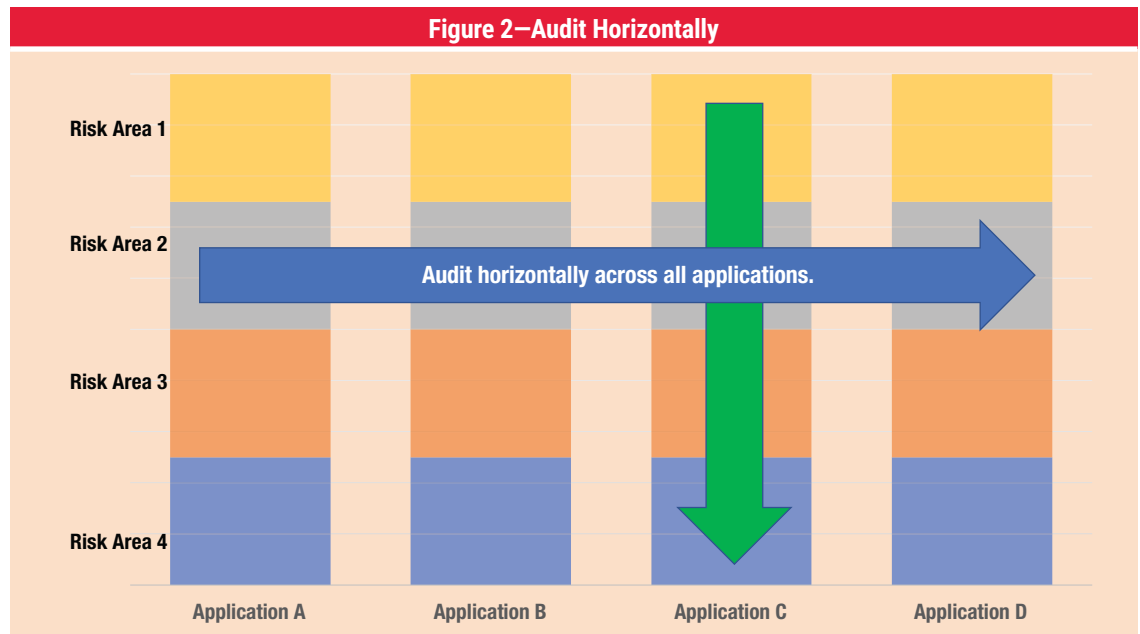 Figure 2—Audit Horizontally
Risk Area 1
Risk Area 2
Audit horizontally across all applications.
Risk Area 3
Risk Area 4
Application A
Application B
Application C
Application D